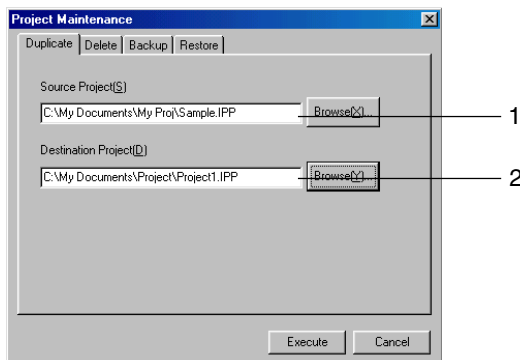 Project Maintenance
Duplicate Delete Backup Restore
Source Project(S)
C:\My Documents\My Proj\Sample.IPP Browse(X)... 1
Destination Project(D)
C:\My Documents\Project\Project1.IPP Browse(Y)... 2
Execute Cancel